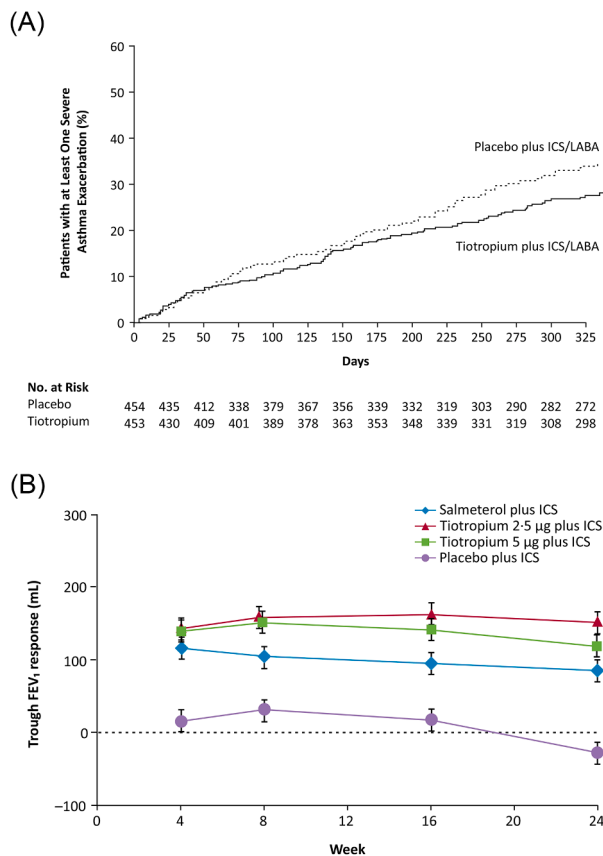 (A)
60
50
40
30
20
10
0
Patients with at Least One Severe
Asthma Exacerbation (%)
Placebo plus ICS/LABA
Tiotropium plus ICS/LABA
0 25 50 75 100 125 150 175 200 225 250 275 300 325
Days
No. at Risk
Placebo 454 435 412 338 379 367 356 339 332 319 303 290 282 272
Tiotropium 453 430 409 401 389 378 363 353 348 339 331 319 308 298
(B)
300
200
100
0
−100
Trough FEV₁ response (mL)
Salmeterol plus ICS
Tiotropium 2·5 µg plus ICS
Tiotropium 5 µg plus ICS
Placebo plus ICS
0 4 8 12 16 20 24
Week